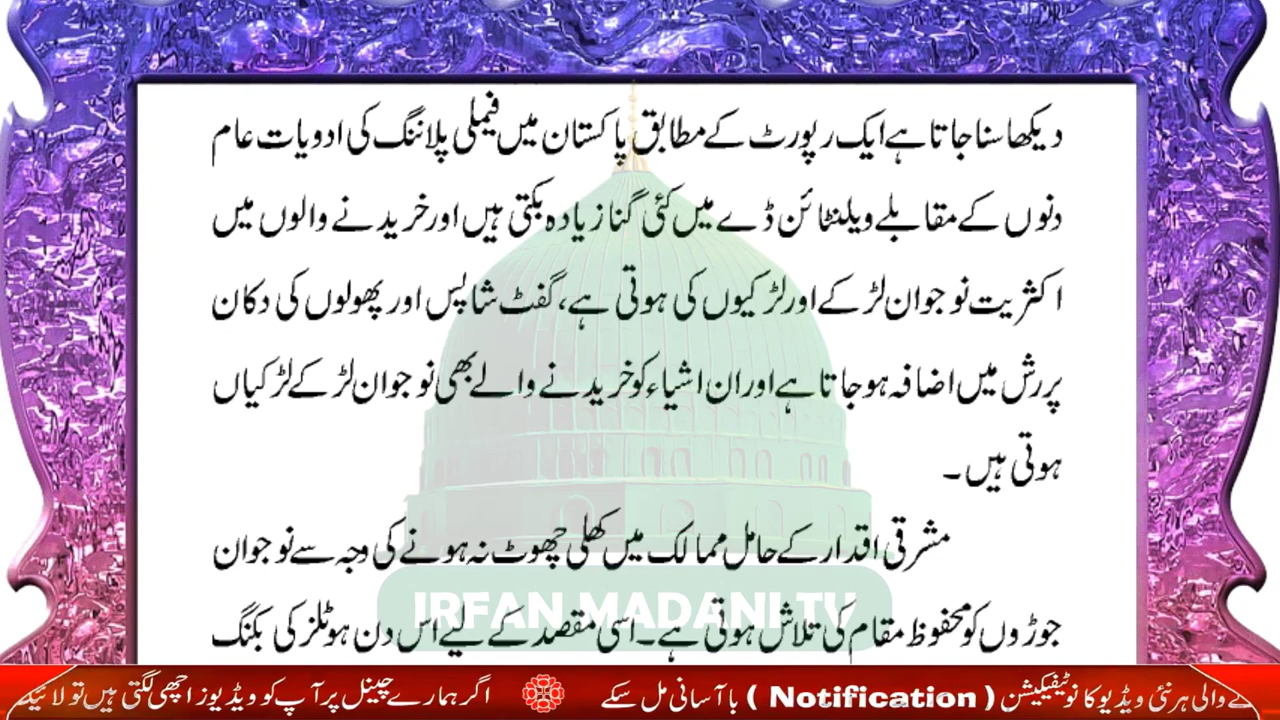 دیکھا سنا جاتا ہے ایک رپورٹ کے مطابق پاکستان میں فیملی پلاننگ کی ادویات عام
دنوں کے مقابلے ویلنٹائن ڈے میں کئی گنا زیادہ بکتی ہیں اور خریدنے والوں میں
اکثریت نوجوان لڑکے اور لڑکیوں کی ہوتی ہے، گفٹ شاپس اور پھولوں کی دکان
پر رش میں اضافہ ہو جاتا ہے اور ان اشیاء کو خریدنے والے بھی نوجوان لڑکے لڑکیاں
ہوتی ہیں۔
مشرقی اقدار کے حامل ممالک میں کھلی چھوٹ نہ ہونے کی وجہ سے نوجوان
جوڑوں کو محفوظ مقام کی تلاش ہوتی ہے۔ اسی مقصد کے لیے اس دن ہوٹلز کی بکنگ
IRFAN MADANI TV
والی ہر نئی ویڈیو کا نوٹیفیکیشن ( Notification ) با آسانی مل سکے اگر ہمارے چینل پر آپ کو ویڈیوز اچھی لگتی ہیں تو